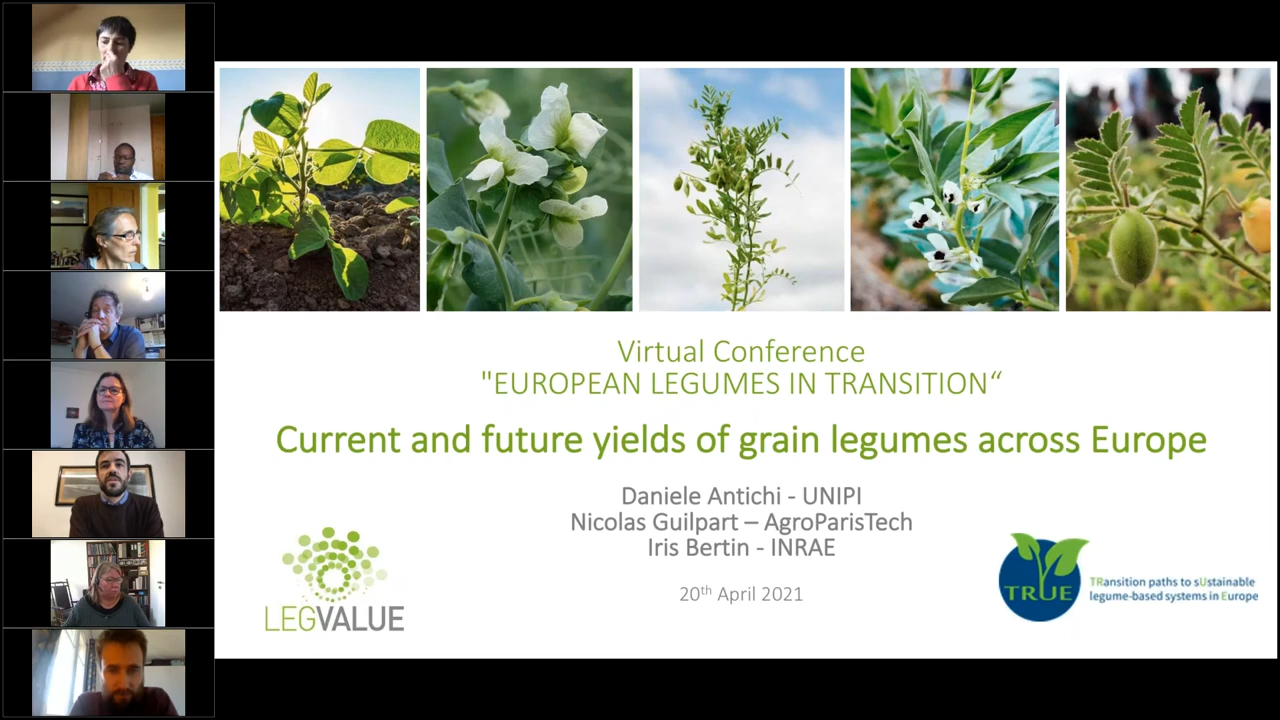 Virtual Conference
"EUROPEAN LEGUMES IN TRANSITION“
Current and future yields of grain legumes across Europe
Daniele Antichi - UNIPI
Nicolas Guilpart – AgroParisTech
Iris Bertin - INRAE
20th April 2021
LEGVALUE
TRUE
TRansition paths to sUstainable
legume-based systems in Europe